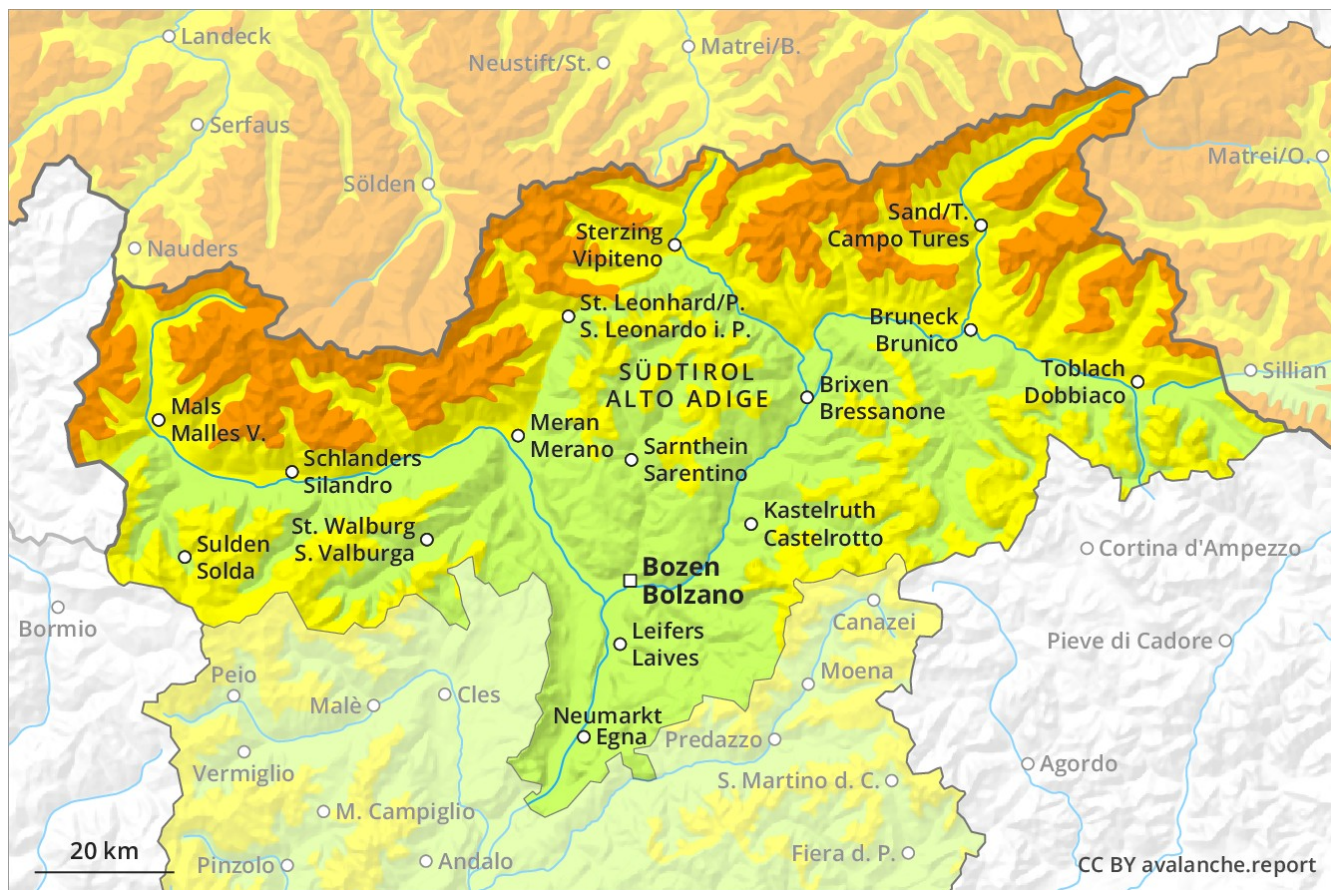 Landeck
Neustift/St.
Matrei/B.
Serfaus
Matrei/O.
Sölden
Nauders
Sand/T.
Campo Tures
Sterzing
Vipiteno
St. Leonhard/P.
S. Leonardo i. P.
Bruneck
Brunico
Sillian
Toblach
Dobbiaco
SÜDTIROL
ALTO ADIGE
Brixen
Bressanone
Mals
Malles V.
Meran
Merano
Sarnthein
Sarentino
Schlanders
Silandro
Kastelruth
Castelrotto
St. Walburg
S. Valburga
Sulden
Solda
Cortina d'Ampezzo
Bozen
Bolzano
Bormio
Canazei
Leifers
Laives
Pieve di Cadore
Peio
Moena
Malè
Cles
Neumarkt
Egna
Predazzo
Vermiglio
Agordo
S. Martino d. C.
M. Campiglio
20 km
Pinzolo
Andalo
Fiera d. P.
CC BY avalanche.report